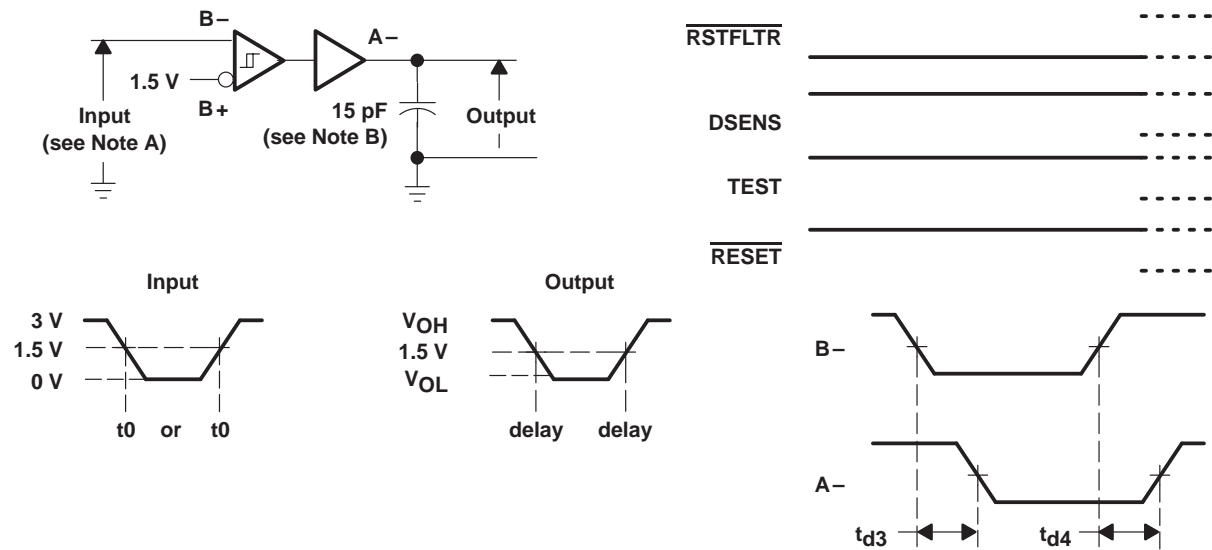 B–
A–
1.5 V
B+
Input
(see Note A)
15 pF
(see Note B)
Output
RSTFLTR
DSENS
TEST
RESET
Input
3 V
1.5 V
0 V
t0 or t0
Output
VOH
1.5 V
VOL
delay delay
B–
A–
td3
td4